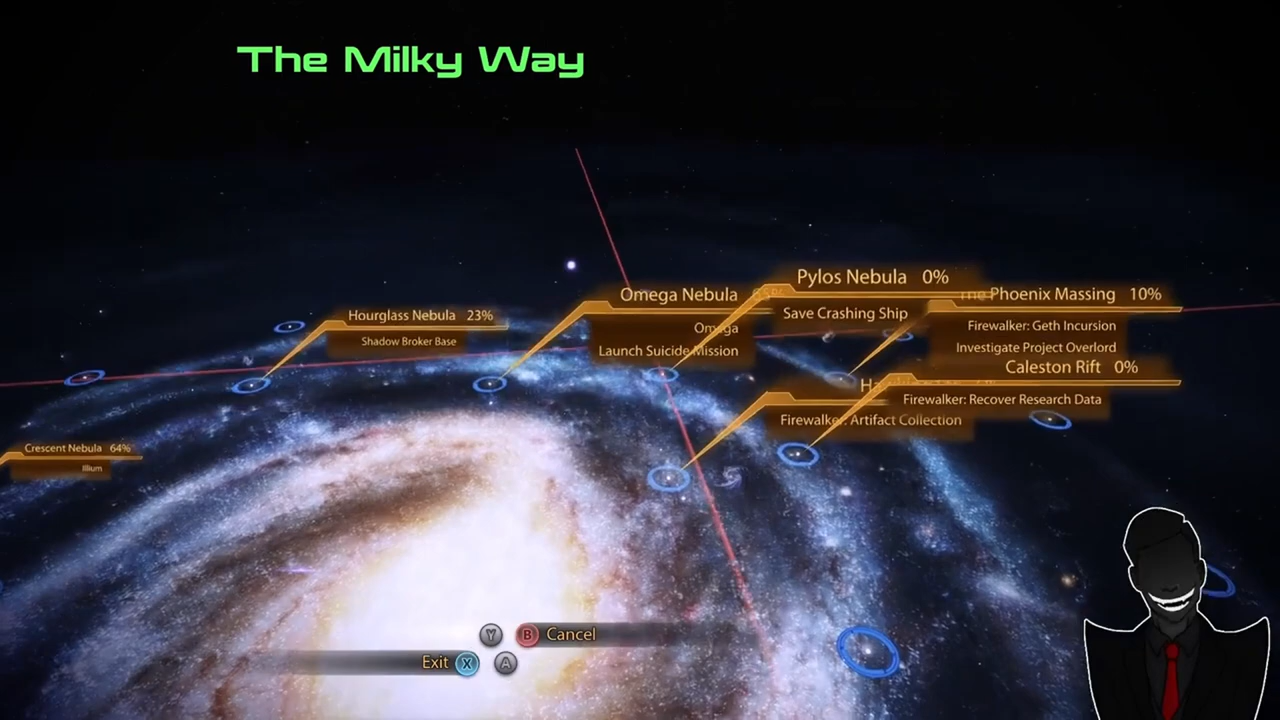 The Milky Way
Pylos Nebula 0%
Save Crashing Ship
Omega Nebula
Omega
Launch Suicide Mission
The Phoenix Massing 10%
Firewalker: Geth Incursion
Investigate Project Overlord
Hourglass Nebula 23%
Shadow Broker Base
Caleston Rift 0%
Firewalker: Recover Research Data
Firewalker: Artifact Collection
Crescent Nebula 64%
Illium
Y B Cancel
Exit X A